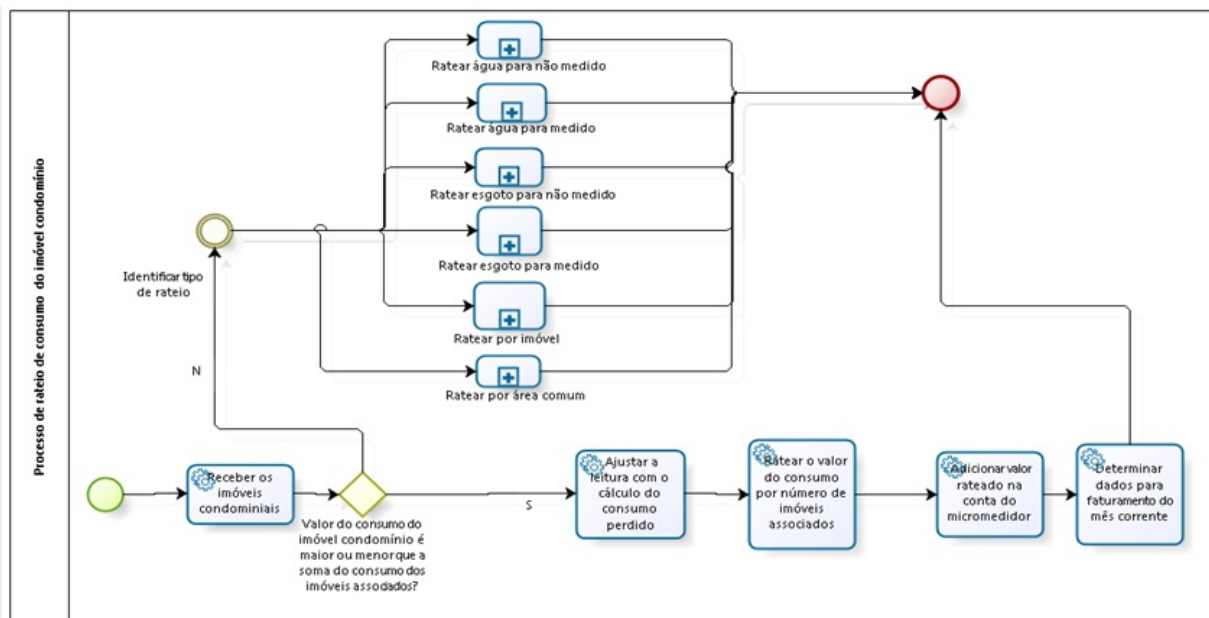 Processo de rateio de consumo do imóvel condomínio
Ratear água para não medido
Ratear água para medido
Ratear esgoto para não medido
Ratear esgoto para medido
Ratear por imóvel
Ratear por área comum
Identificar tipo
de rateio
N
Receber os
imóveis
condominiais
Valor do consumo do
imóvel condomínio é
maior ou menor que a
soma do consumo dos
imóveis associados?
S
Ajustar a
leitura com o
cálculo do
consumo
perdido
Ratear o valor
do consumo
por número de
imóveis
associados
Adicionar valor
rateado na
conta do
micromedidor
Determinar
dados para
faturamento do
mês corrente